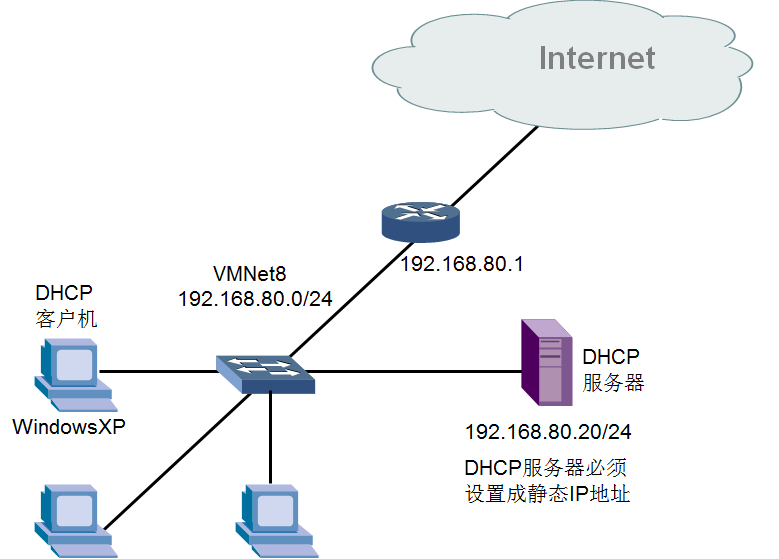 Internet
192.168.80.1
VMNet8
192.168.80.0/24
DHCP
客户机
WindowsXP
DHCP
服务器
192.168.80.20/24
DHCP服务器必须
设置成静态IP地址